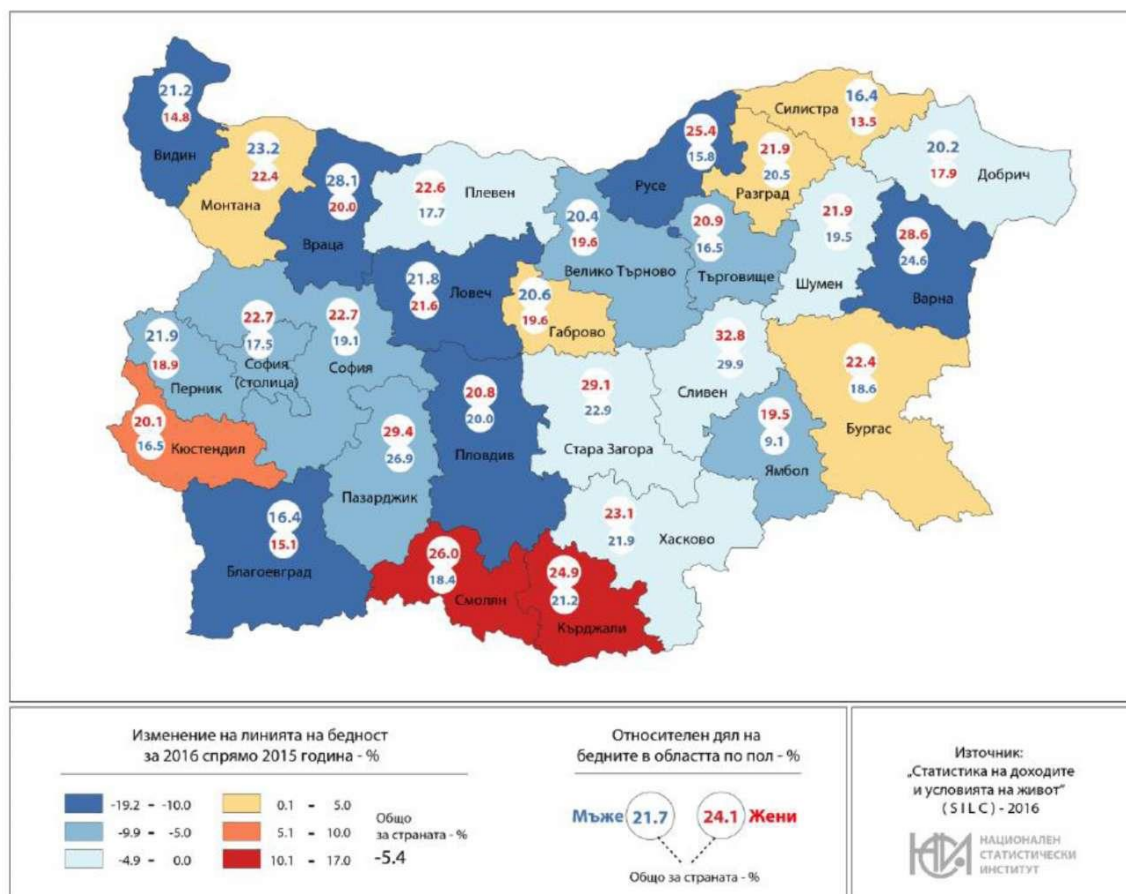 21.2
14.8
Видин
23.2
22.4
Монтана
28.1
20.0
Враца
22.6
17.7
Плевен
25.4
15.8
Русе
16.4
13.5
Силистра
21.9
20.5
Разград
20.2
17.9
Добрич
20.4
19.6
Велико Търново
20.9
16.5
Търговище
21.9
19.5
Шумен
28.6
24.6
Варна
21.8
21.6
Ловеч
20.6
19.6
Габрово
21.9
18.9
Перник
22.7
17.5
София
(столица)
22.7
19.1
София
32.8
29.9
Сливен
22.4
18.6
Бургас
20.1
16.5
Кюстендил
29.4
26.9
Пазарджик
20.8
20.0
Пловдив
29.1
22.9
Стара Загора
19.5
9.1
Ямбол
16.4
15.1
Благоевград
26.0
18.4
Смолян
24.9
21.2
Кърджали
23.1
21.9
Хасково
Изменение на линията на бедност
за 2016 спрямо 2015 година - %
-19.2 - -10.0
-9.9 - -5.0
-4.9 - 0.0
0.1 - 5.0
5.1 - 10.0
10.1 - 17.0
Общо
за страната - %
-5.4
Относителен дял на
бедните в областта по пол - %
Мъже 21.7 24.1 Жени
Общо за страната - %
Източник:
„Статистика на доходите
и условията на живот“
( S I L C ) - 2016
НСИ
НАЦИОНАЛЕН
СТАТИСТИЧЕСКИ
ИНСТИТУТ